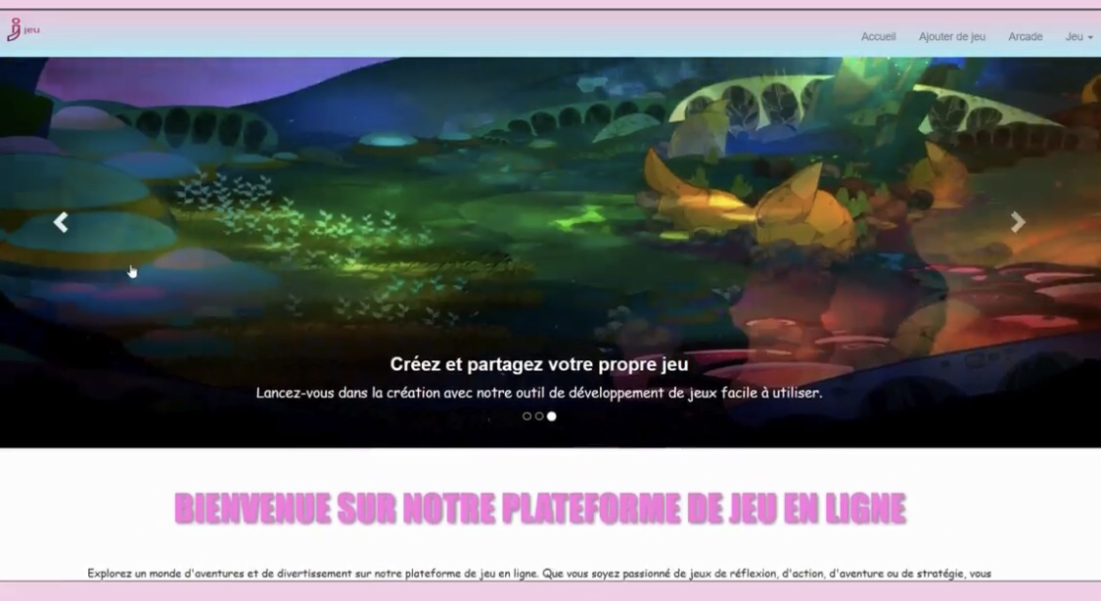 jeu
Accueil Ajouter de jeu Arcade Jeu
Créez et partagez votre propre jeu
Lancez-vous dans la création avec notre outil de développement de jeux facile à utiliser.
BIENVENUE SUR NOTRE PLATEFORME DE JEU EN LIGNE
Explorez un monde d'aventures et de divertissement sur notre plateforme de jeu en ligne. Que vous soyez passionné de jeux de réflexion, d'action, d'aventure ou de stratégie, vous